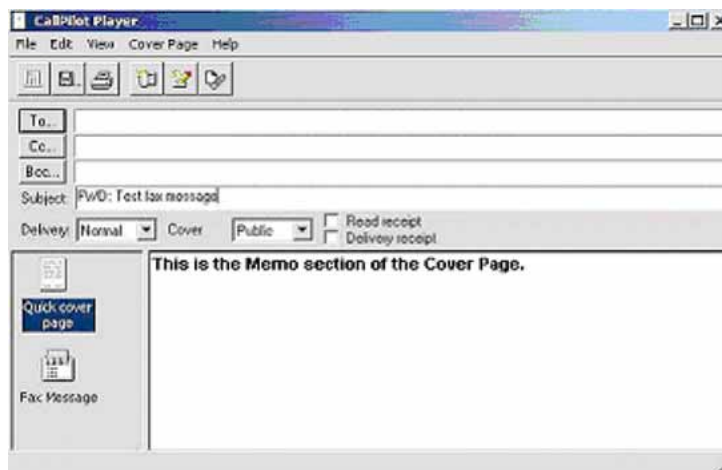 CallPilot Player
File Edit View Cover Page Help
To...
Cc...
Bcc...
Subject: FWD: Test fax message
Delivery: Normal Cover Public Read receipt
Delivery receipt
This is the Memo section of the Cover Page.
Quick cover
page
Fax Message